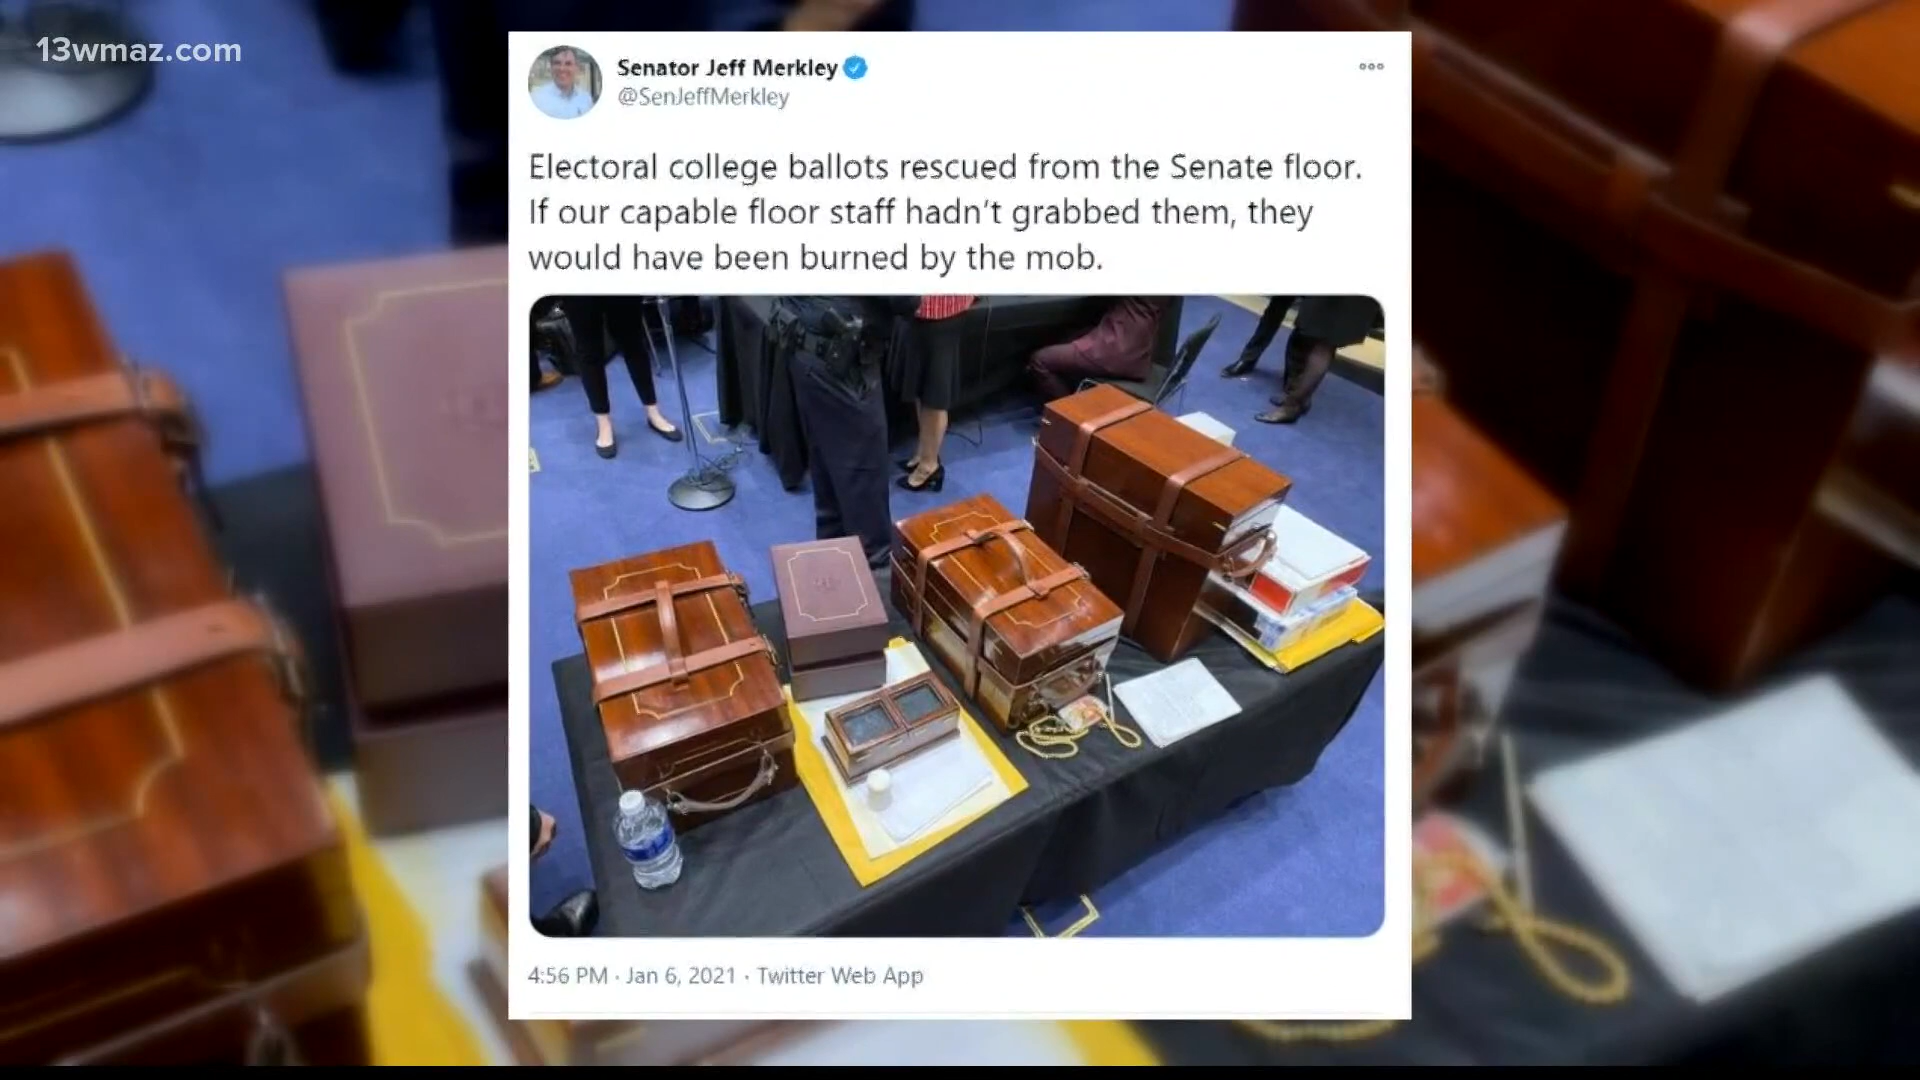 13wmaz.com
Senator Jeff Merkley
@SenJeffMerkley
Electoral college ballots rescued from the Senate floor.
If our capable floor staff hadn't grabbed them, they
would have been burned by the mob.
4:56 PM · Jan 6, 2021 · Twitter Web App